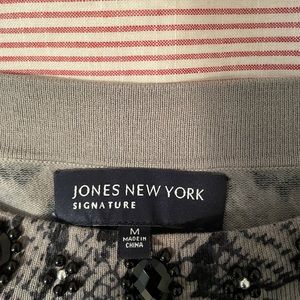 JONES NEW YORK
SIGNATURE
M
MADE IN
CHINA